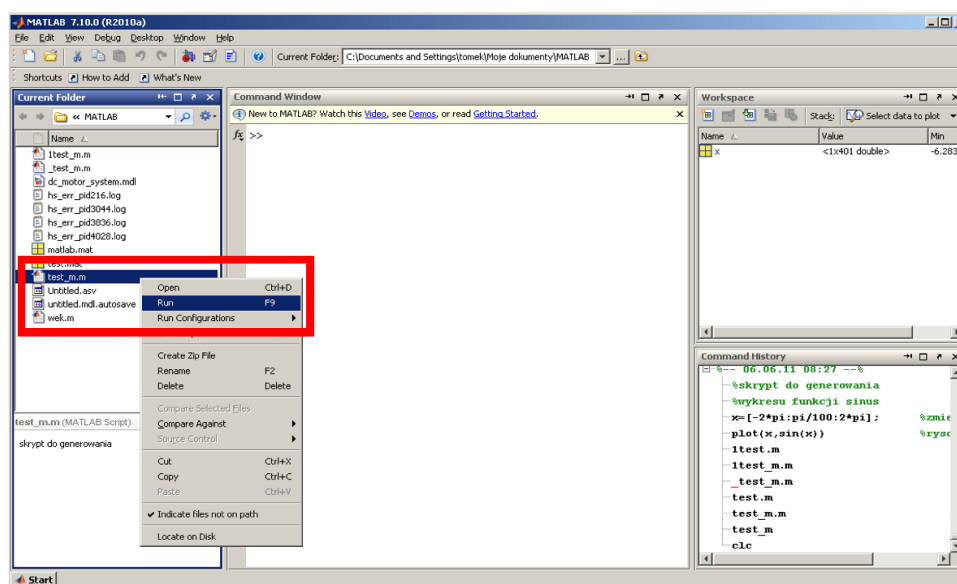 MATLAB 7.10.0 (R2010a)
File Edit View Debug Desktop Window Help
Current Folder: C:\Documents and Settings\tomek\Moje dokumenty\MATLAB
Shortcuts How to Add What's New
Current Folder
« MATLAB
Name
1test_m.m
_test_m.m
dc_motor_system.mdl
hs_err_pid216.log
hs_err_pid3044.log
hs_err_pid3836.log
hs_err_pid4028.log
matlab.mat
test.mat
test_m.m
Untitled.asv
untitled.mdl.autosave
wek.m
Open Ctrl+D
Run F9
Run Configurations
Create Zip File
Rename F2
Delete Delete
Compare Selected Files
Compare Against
Source Control
Cut Ctrl+X
Copy Ctrl+C
Paste Ctrl+V
Indicate files not on path
Locate on Disk
test_m.m (MATLAB Script)
skrypt do generowania
Command Window
New to MATLAB? Watch this Video, see Demos, or read Getting Started.
fx >>
Workspace
Stack: Select data to plot
Name Value Min
x <1x401 double> -6.283
Command History
%-- 06.06.11 08:27 --%
%skrypt do generowania
%wykresu funkcji sinus
x=[-2*pi:pi/100:2*pi]; %zmie
plot(x,sin(x)) %ryso
1test.m
1test_m.m
_test_m.m
test.m
test_m.m
test_m
clc
Start